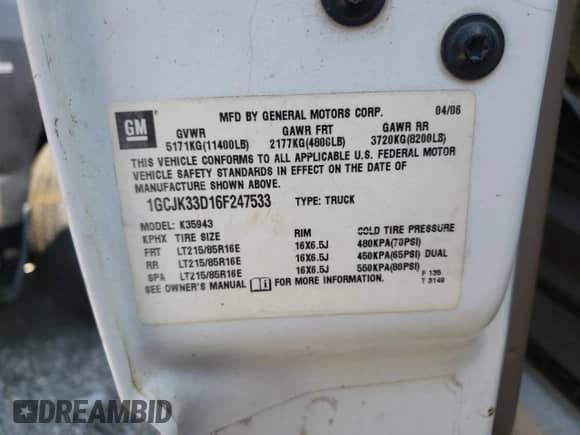 MFD BY GENERAL MOTORS CORP. 04/06
GM
GVWR GAWR FRT GAWR RR
5171KG(11400LB) 2177KG(4800LB) 3720KG(8200LB)
THIS VEHICLE CONFORMS TO ALL APPLICABLE U.S. FEDERAL MOTOR
VEHICLE SAFETY STANDARDS IN EFFECT ON THE DATE OF
MANUFACTURE SHOWN ABOVE.
1GCJK33D16F247533 TYPE: TRUCK
MODEL: K35943
KPHX TIRE SIZE RIM COLD TIRE PRESSURE
FRT LT215/85R16E 16X6.5J 480KPA(70PSI)
RR LT215/85R16E 16X6.5J 450KPA(65PSI) DUAL
SPA LT215/85R16E 16X6.5J 550KPA(80PSI)
SEE OWNER'S MANUAL i FOR MORE INFORMATION.
F 135
T 3149
DREAMBID